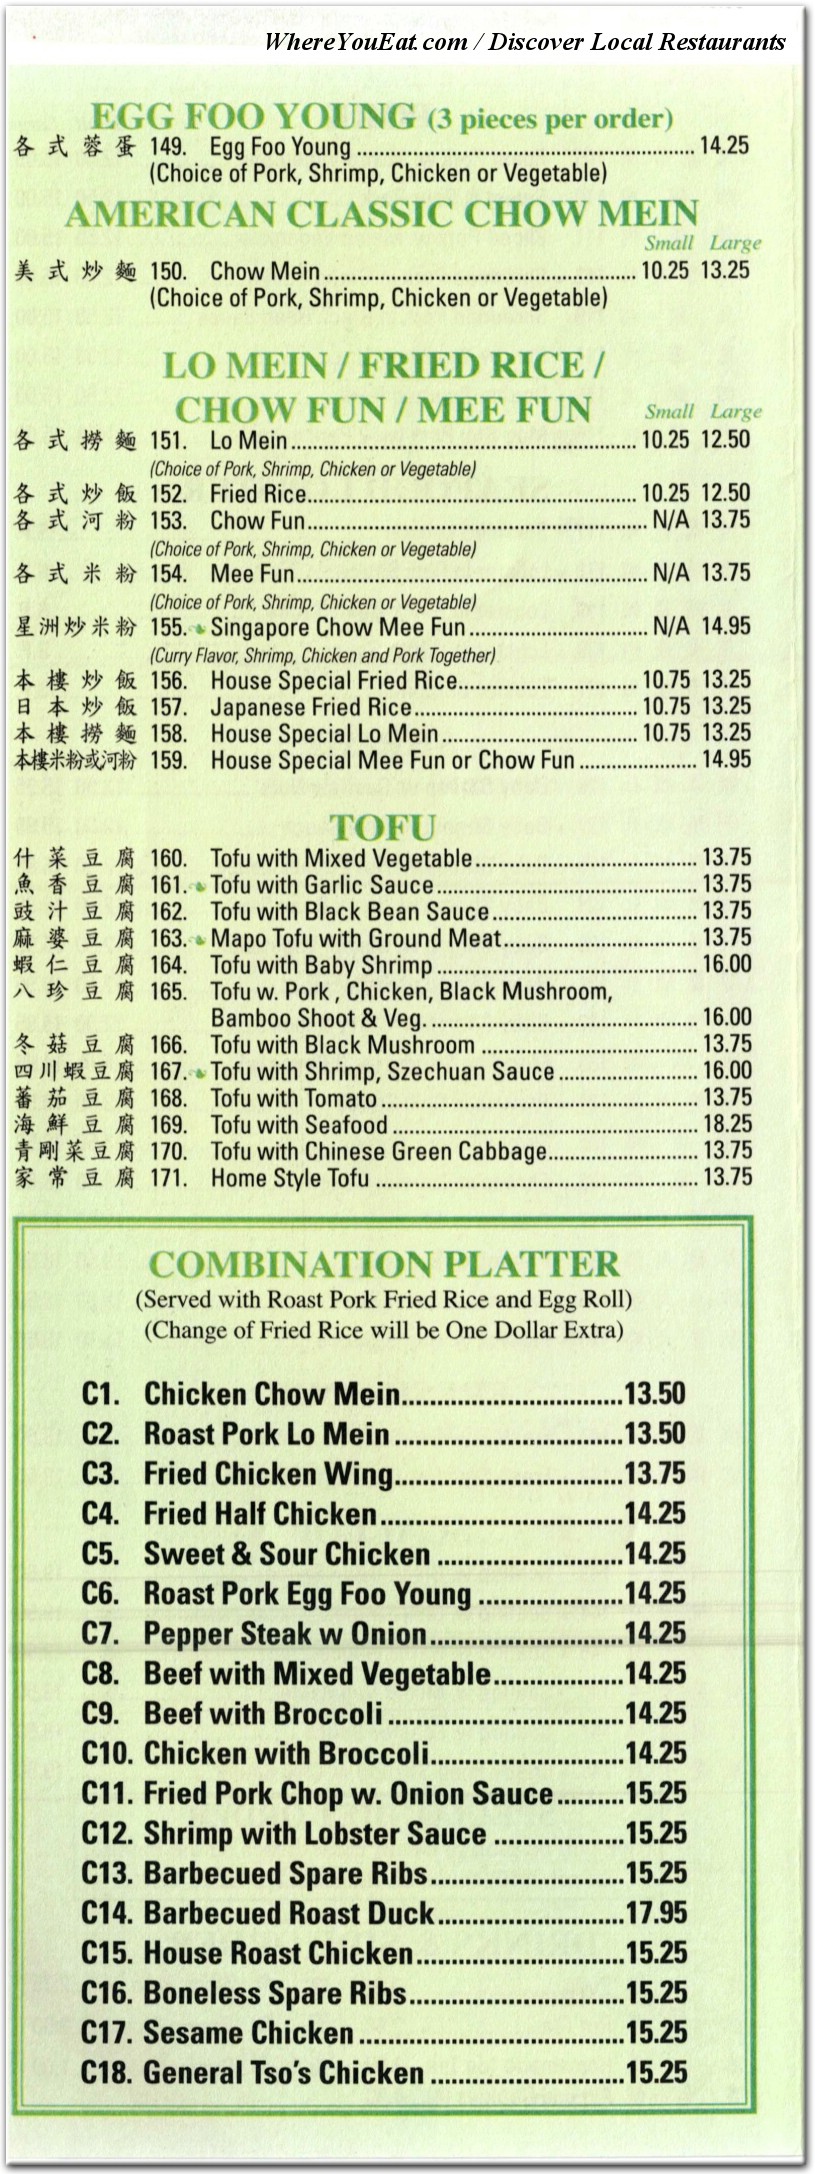 WhereYouEat.com / Discover Local Restaurants
EGG FOO YOUNG (3 pieces per order)
各式蓉蛋 149. Egg Foo Young 14.25
(Choice of Pork, Shrimp, Chicken or Vegetable)
AMERICAN CLASSIC CHOW MEIN
Small Large
美式炒麵 150. Chow Mein 10.25 13.25
(Choice of Pork, Shrimp, Chicken or Vegetable)
LO MEIN / FRIED RICE /
CHOW FUN / MEE FUN Small Large
各式撈麵 151. Lo Mein 10.25 12.50
(Choice of Pork, Shrimp, Chicken or Vegetable)
各式炒飯 152. Fried Rice 10.25 12.50
各式河粉 153. Chow Fun N/A 13.75
(Choice of Pork, Shrimp, Chicken or Vegetable)
各式米粉 154. Mee Fun N/A 13.75
(Choice of Pork, Shrimp, Chicken or Vegetable)
星洲炒米粉 155. Singapore Chow Mee Fun N/A 14.95
(Curry Flavor, Shrimp, Chicken and Pork Together)
本樓炒飯 156. House Special Fried Rice 10.75 13.25
日本炒飯 157. Japanese Fried Rice 10.75 13.25
本樓撈麵 158. House Special Lo Mein 10.75 13.25
本樓米粉或河粉 159. House Special Mee Fun or Chow Fun 14.95
TOFU
什菜豆腐 160. Tofu with Mixed Vegetable 13.75
魚香豆腐 161. Tofu with Garlic Sauce 13.75
豉汁豆腐 162. Tofu with Black Bean Sauce 13.75
麻婆豆腐 163. Mapo Tofu with Ground Meat 13.75
蝦仁豆腐 164. Tofu with Baby Shrimp 16.00
八珍豆腐 165. Tofu w. Pork , Chicken, Black Mushroom,
Bamboo Shoot & Veg. 16.00
冬菇豆腐 166. Tofu with Black Mushroom 13.75
四川蝦豆腐 167. Tofu with Shrimp, Szechuan Sauce 16.00
蕃茄豆腐 168. Tofu with Tomato 13.75
海鮮豆腐 169. Tofu with Seafood 18.25
青剛菜豆腐 170. Tofu with Chinese Green Cabbage 13.75
家常豆腐 171. Home Style Tofu 13.75
COMBINATION PLATTER
(Served with Roast Pork Fried Rice and Egg Roll)
(Change of Fried Rice will be One Dollar Extra)
C1. Chicken Chow Mein 13.50
C2. Roast Pork Lo Mein 13.50
C3. Fried Chicken Wing 13.75
C4. Fried Half Chicken 14.25
C5. Sweet & Sour Chicken 14.25
C6. Roast Pork Egg Foo Young 14.25
C7. Pepper Steak w Onion 14.25
C8. Beef with Mixed Vegetable 14.25
C9. Beef with Broccoli 14.25
C10. Chicken with Broccoli 14.25
C11. Fried Pork Chop w. Onion Sauce 15.25
C12. Shrimp with Lobster Sauce 15.25
C13. Barbecued Spare Ribs 15.25
C14. Barbecued Roast Duck 17.95
C15. House Roast Chicken 15.25
C16. Boneless Spare Ribs 15.25
C17. Sesame Chicken 15.25
C18. General Tso's Chicken 15.25